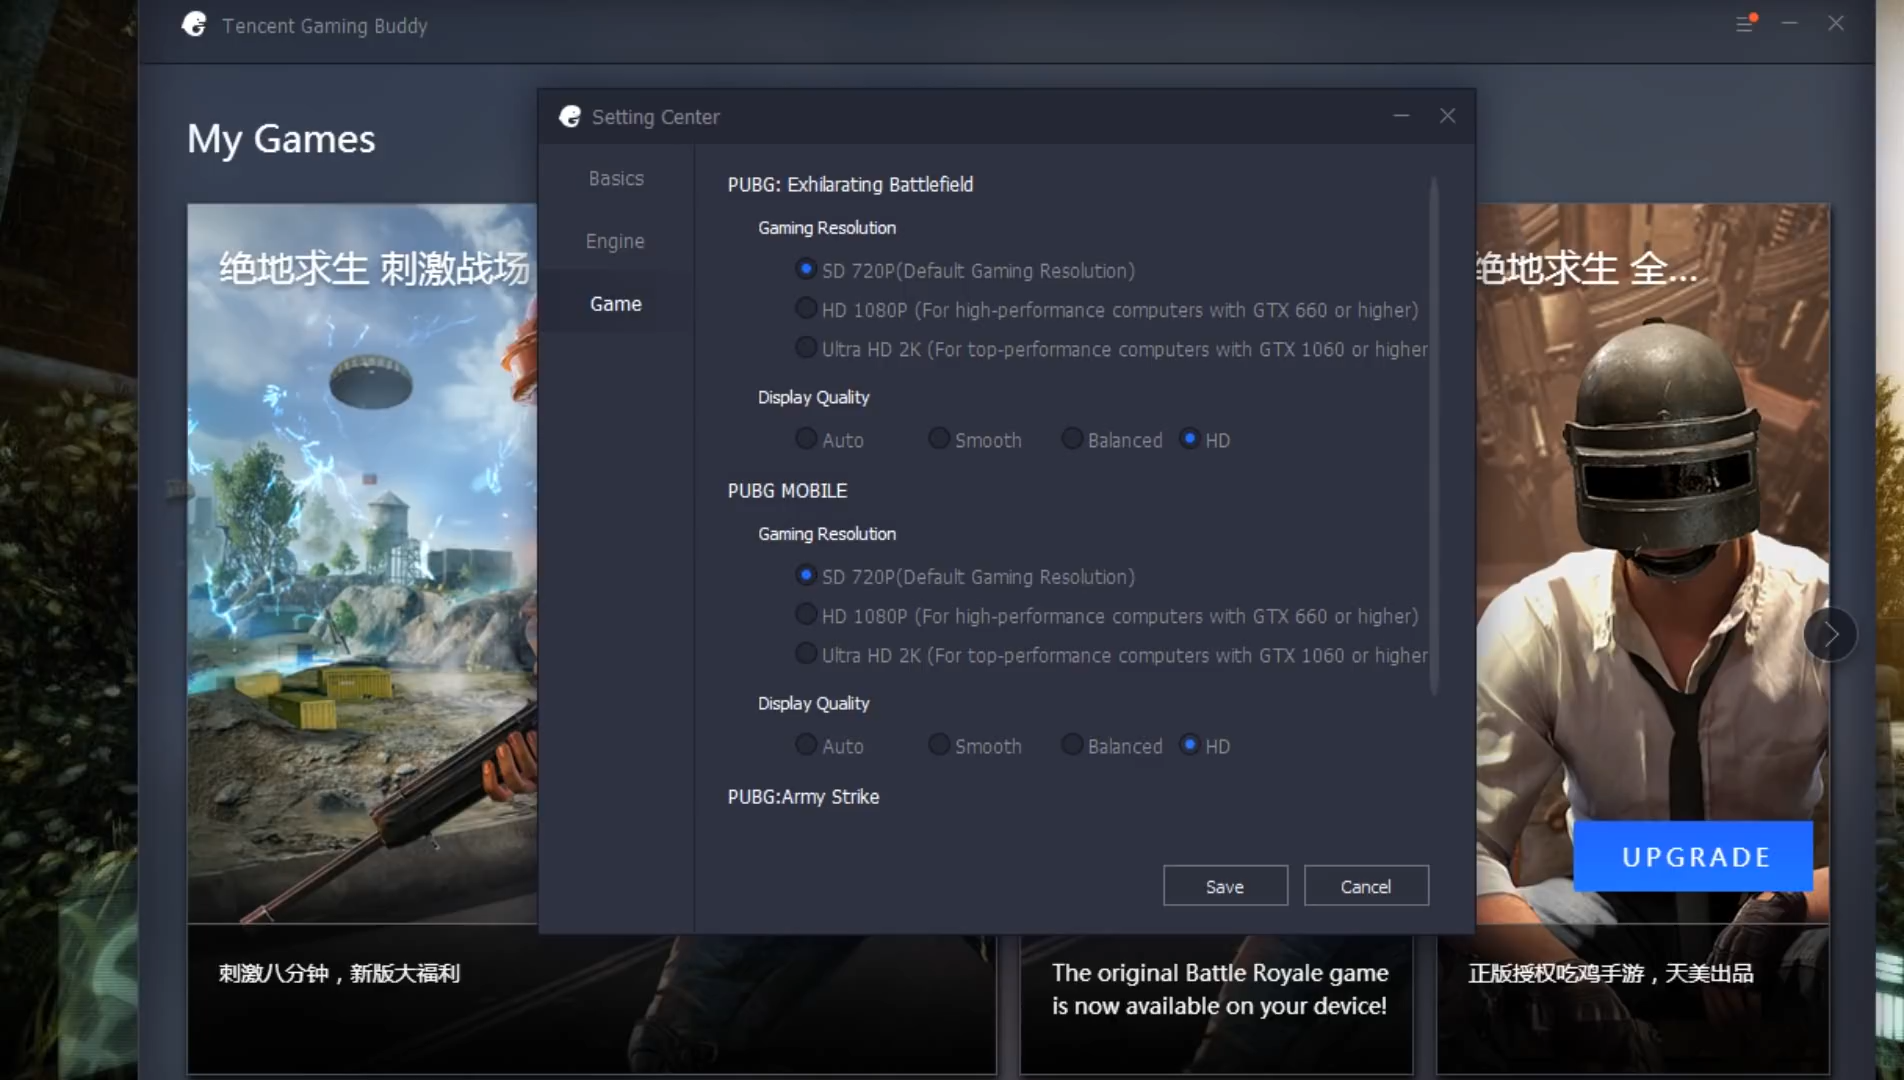 Tencent Gaming Buddy
My Games
绝地求生 刺激战场
绝地求生 全...
Setting Center
Basics
Engine
Game
PUBG: Exhilarating Battlefield
Gaming Resolution
SD 720P(Default Gaming Resolution)
HD 1080P (For high-performance computers with GTX 660 or higher)
Ultra HD 2K (For top-performance computers with GTX 1060 or higher
Display Quality
Auto Smooth Balanced HD
PUBG MOBILE
Gaming Resolution
SD 720P(Default Gaming Resolution)
HD 1080P (For high-performance computers with GTX 660 or higher)
Ultra HD 2K (For top-performance computers with GTX 1060 or higher
Display Quality
Auto Smooth Balanced HD
PUBG:Army Strike
Save Cancel
UPGRADE
刺激八分钟，新版大福利
The original Battle Royale game
is now available on your device!
正版授权吃鸡手游，天美出品